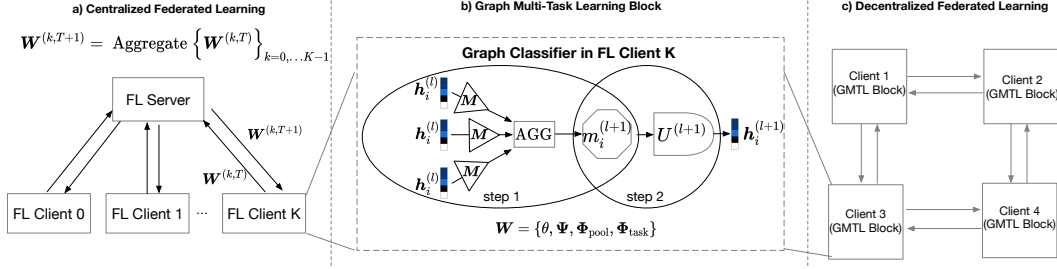 a) Centralized Federated Learning
W^(k,T+1) = Aggregate {W^(k,T)}_k=0,...K−1
FL Server
W^(k,T+1)
W^(k,T)
FL Client 0
FL Client 1
...
FL Client K
b) Graph Multi-Task Learning Block
Graph Classifier in FL Client K
h_i^(l)
M
h_i^(l)
M
h_i^(l)
M
AGG
m_i^(l+1)
U^(l+1)
h_i^(l+1)
step 1
step 2
W = {θ, Ψ, Φ_pool, Φ_task}
c) Decentralized Federated Learning
Client 1
(GMTL Block)
Client 2
(GMTL Block)
Client 3
(GMTL Block)
Client 4
(GMTL Block)